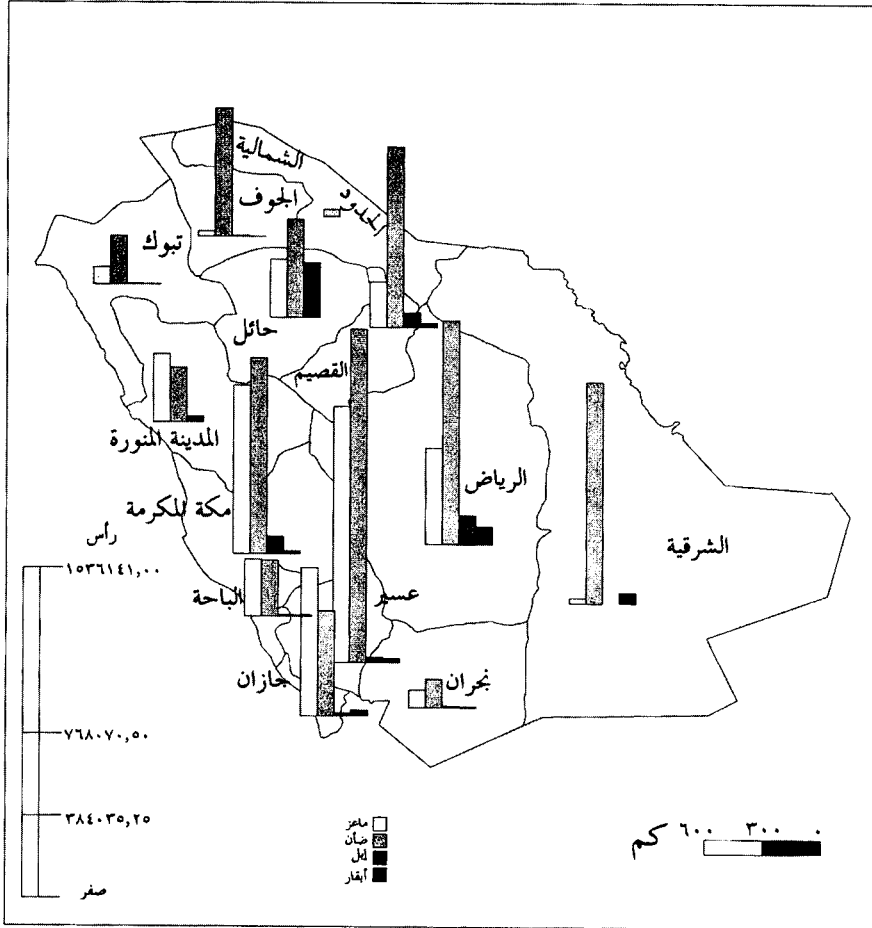 الشمالية
الحدود
الجوف
تبوك
حائل
القصيم
المدينة المنورة
الرياض
مكة المكرمة
الشرقية
رأس
١٥٣٦١٤١,٠٠
الباحة
عسير
جازان
نجران
٧٦٨٠٧٠,٥٠
٣٨٤٠٣٥,٢٥
صفر
ماعز
ضأن
إبل
أبقار
كم ٦٠٠ ٣٠٠ ٠